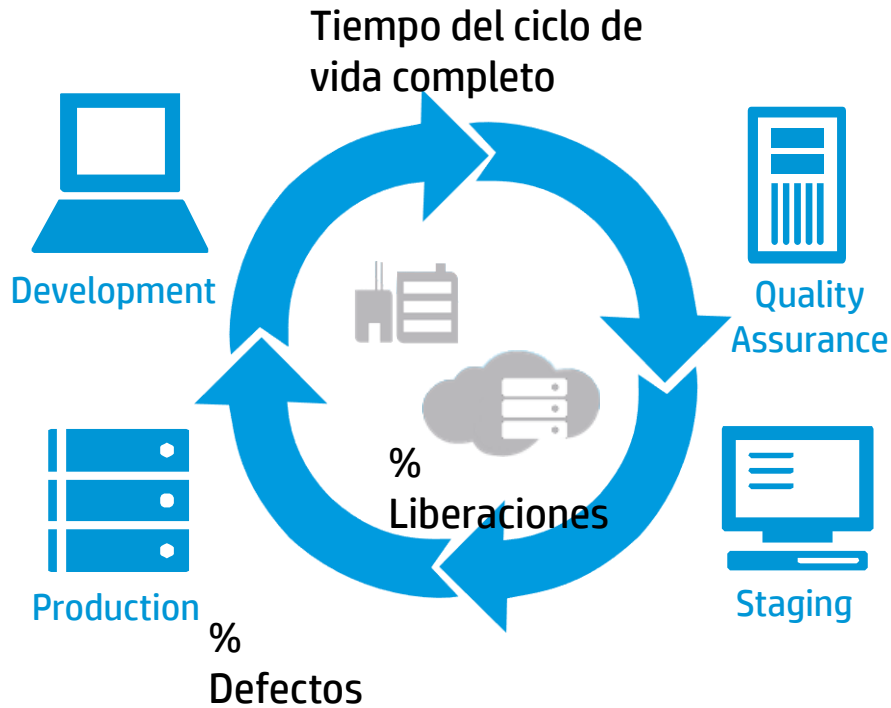 Tiempo del ciclo de
vida completo
Development
Quality
Assurance
%
Liberaciones
Production
Staging
%
Defectos